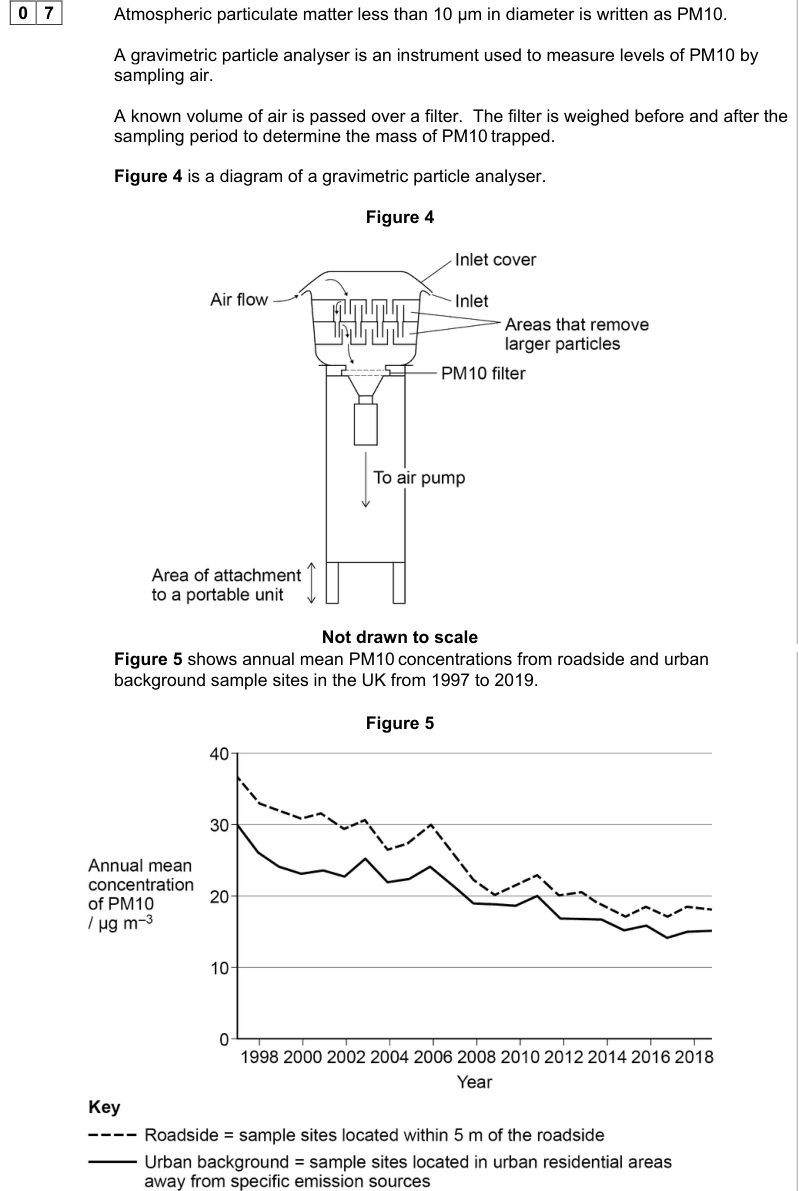 0 7
Atmospheric particulate matter less than 10 µm in diameter is written as PM10.
A gravimetric particle analyser is an instrument used to measure levels of PM10 by
sampling air.
A known volume of air is passed over a filter. The filter is weighed before and after the
sampling period to determine the mass of PM10 trapped.
Figure 4 is a diagram of a gravimetric particle analyser.
Figure 4
Inlet cover
Air flow
Inlet
Areas that remove
larger particles
PM10 filter
To air pump
Area of attachment
to a portable unit
Not drawn to scale
Figure 5 shows annual mean PM10 concentrations from roadside and urban
background sample sites in the UK from 1997 to 2019.
Figure 5
40
30
20
10
0
Annual mean
concentration
of PM10
/ µg m–3
1998 2000 2002 2004 2006 2008 2010 2012 2014 2016 2018
Year
Key
Roadside = sample sites located within 5 m of the roadside
Urban background = sample sites located in urban residential areas
away from specific emission sources